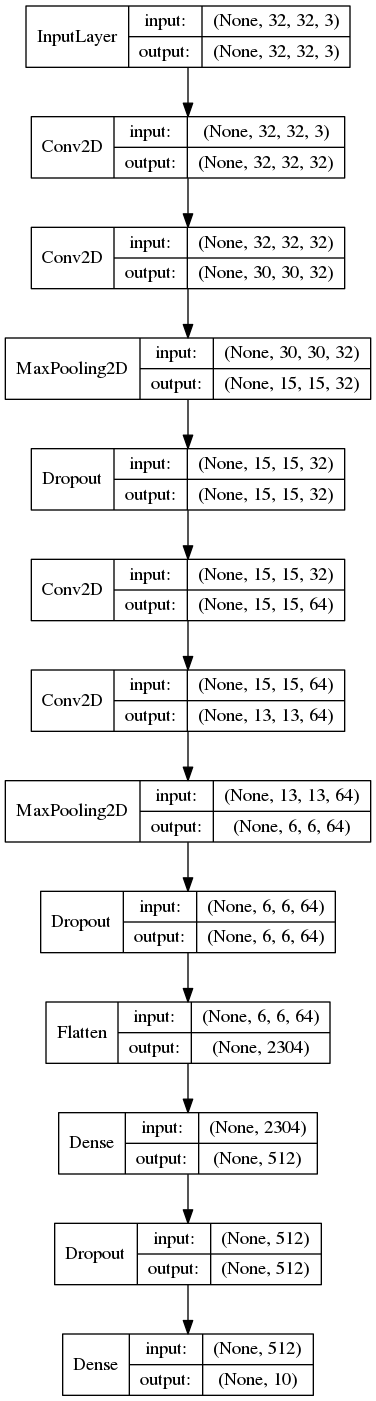 InputLayer input: (None, 32, 32, 3)
output: (None, 32, 32, 3)
Conv2D input: (None, 32, 32, 3)
output: (None, 32, 32, 32)
Conv2D input: (None, 32, 32, 32)
output: (None, 30, 30, 32)
MaxPooling2D input: (None, 30, 30, 32)
output: (None, 15, 15, 32)
Dropout input: (None, 15, 15, 32)
output: (None, 15, 15, 32)
Conv2D input: (None, 15, 15, 32)
output: (None, 15, 15, 64)
Conv2D input: (None, 15, 15, 64)
output: (None, 13, 13, 64)
MaxPooling2D input: (None, 13, 13, 64)
output: (None, 6, 6, 64)
Dropout input: (None, 6, 6, 64)
output: (None, 6, 6, 64)
Flatten input: (None, 6, 6, 64)
output: (None, 2304)
Dense input: (None, 2304)
output: (None, 512)
Dropout input: (None, 512)
output: (None, 512)
Dense input: (None, 512)
output: (None, 10)